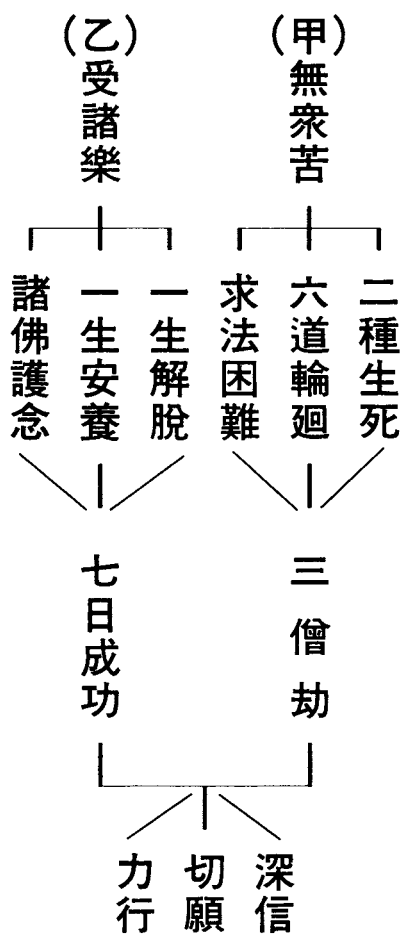 （甲）無衆苦
二種生死
六道輪廻
求法困難
三僧劫
（乙）受諸樂
一生解脫
一生安養
諸佛護念
七日成功
深信
切願
力行